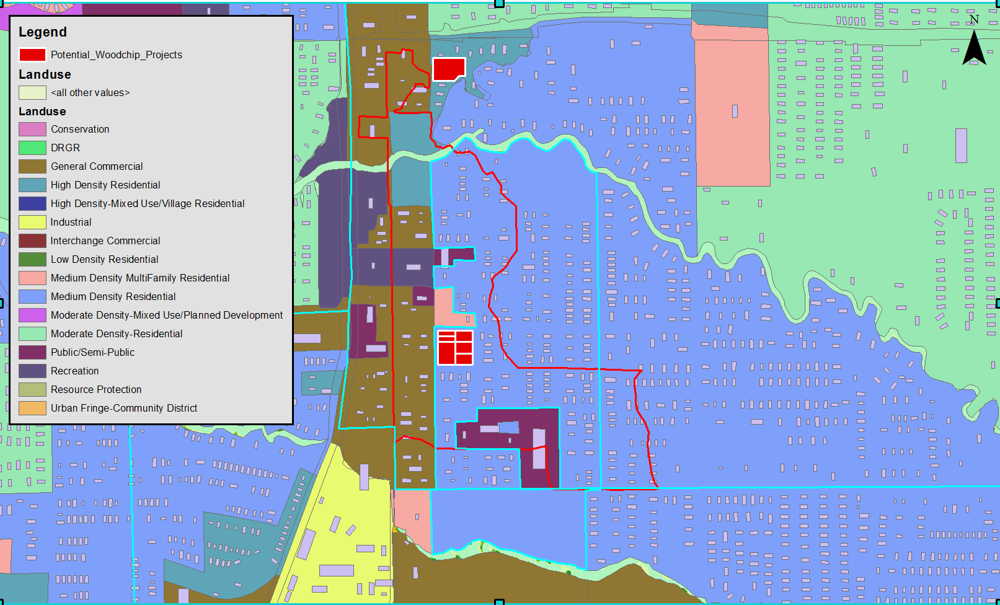 Legend
Potential_Woodchip_Projects
Landuse
<all other values>
Landuse
Conservation
DRGR
General Commercial
High Density Residential
High Density-Mixed Use/Village Residential
Industrial
Interchange Commercial
Low Density Residential
Medium Density MultiFamily Residential
Medium Density Residential
Moderate Density-Mixed Use/Planned Development
Moderate Density-Residential
Public/Semi-Public
Recreation
Resource Protection
Urban Fringe-Community District
N